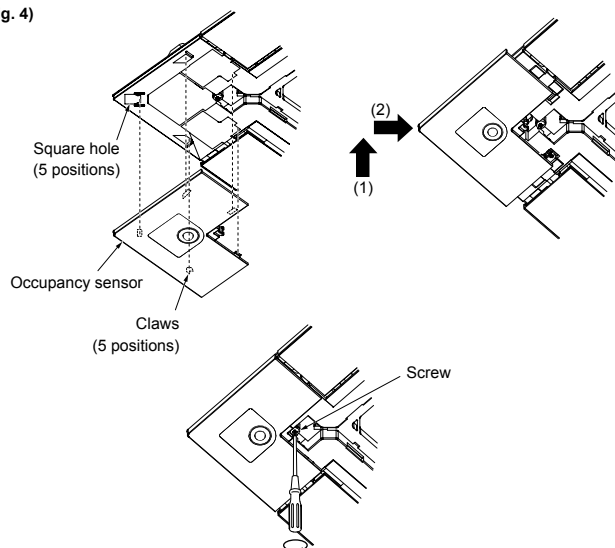 g. 4)
Square hole
(5 positions)
Occupancy sensor
Claws
(5 positions)
(2)
(1)
Screw